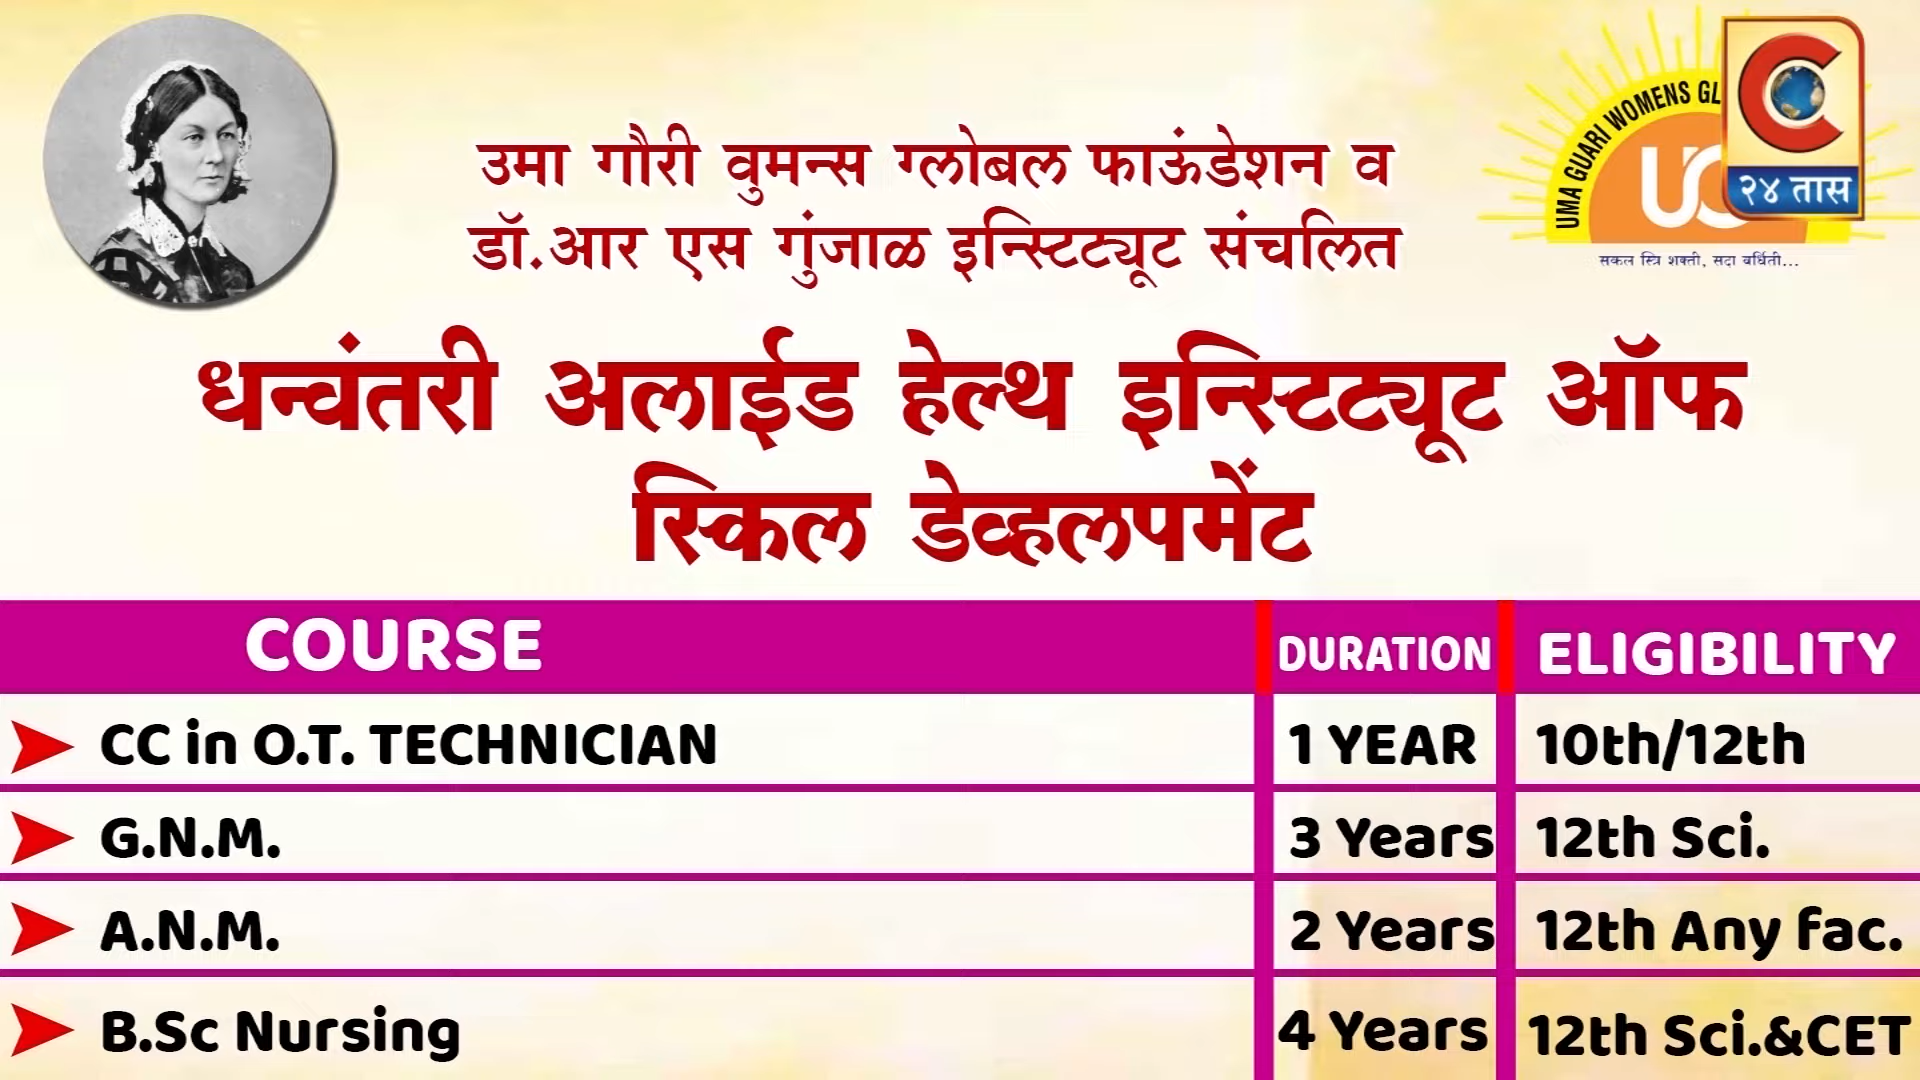 उमा गौरी वुमन्स ग्लोबल फाऊंडेशन व
डॉ.आर एस गुंजाळ इन्स्टिट्यूट संचलित
UMA GUARI WOMENS
२४ तास
सकल स्त्रि शक्ती, सदा वर्धिती...
धन्वंतरी अलाईड हेल्थ इन्स्टिट्यूट ऑफ
स्किल डेव्हलपमेंट
COURSE DURATION ELIGIBILITY
CC in O.T. TECHNICIAN 1 YEAR 10th/12th
G.N.M. 3 Years 12th Sci.
A.N.M. 2 Years 12th Any fac.
B.Sc Nursing 4 Years 12th Sci.&CET